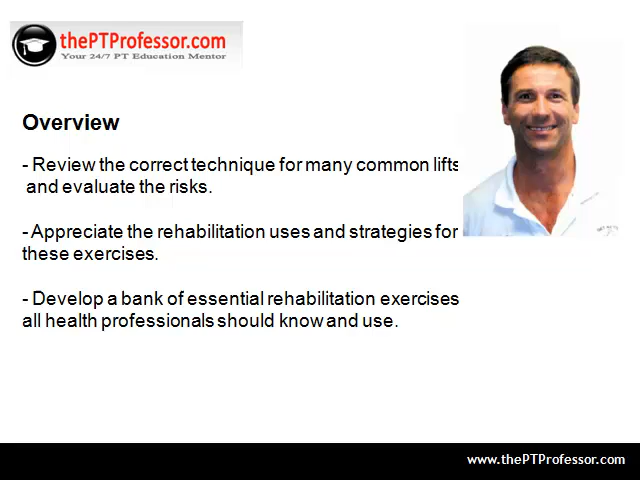 thePTProfessor.com
Your 24/7 PT Education Mentor
Overview
- Review the correct technique for many common lifts
and evaluate the risks.
- Appreciate the rehabilitation uses and strategies for
these exercises.
- Develop a bank of essential rehabilitation exercises
all health professionals should know and use.
www.thePTProfessor.com